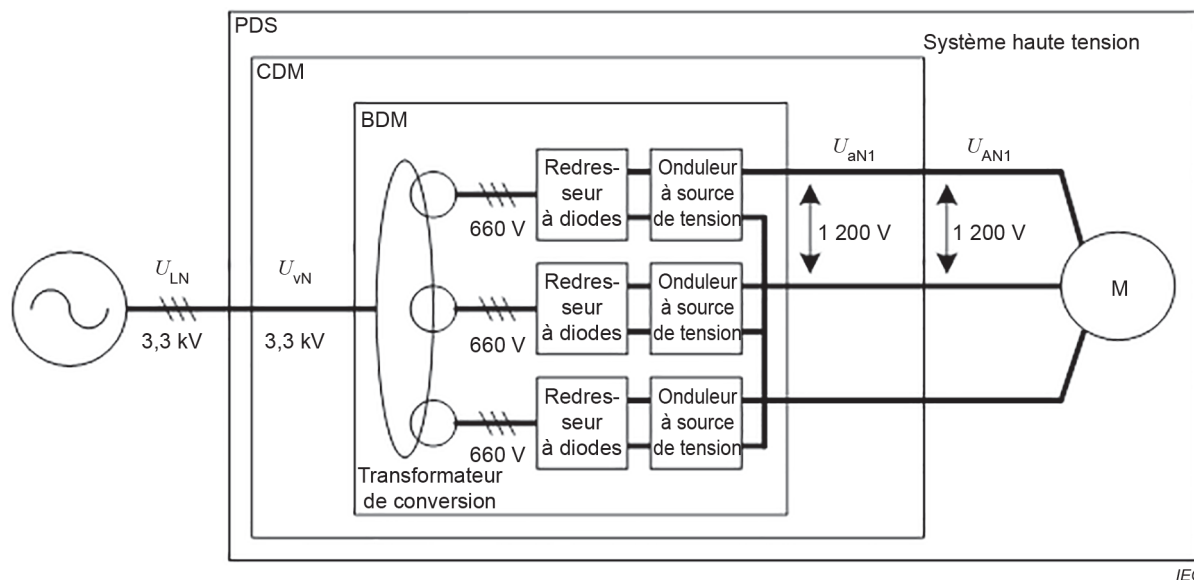 PDS
Système haute tension
CDM
BDM
U_aN1
U_AN1
Redres-
seur
à diodes
Onduleur
à source
de tension
660 V
1 200 V
1 200 V
U_LN
U_vN
3,3 kV
3,3 kV
Redres-
seur
à diodes
Onduleur
à source
de tension
660 V
M
Redres-
seur
à diodes
Onduleur
à source
de tension
660 V
Transformateur
de conversion